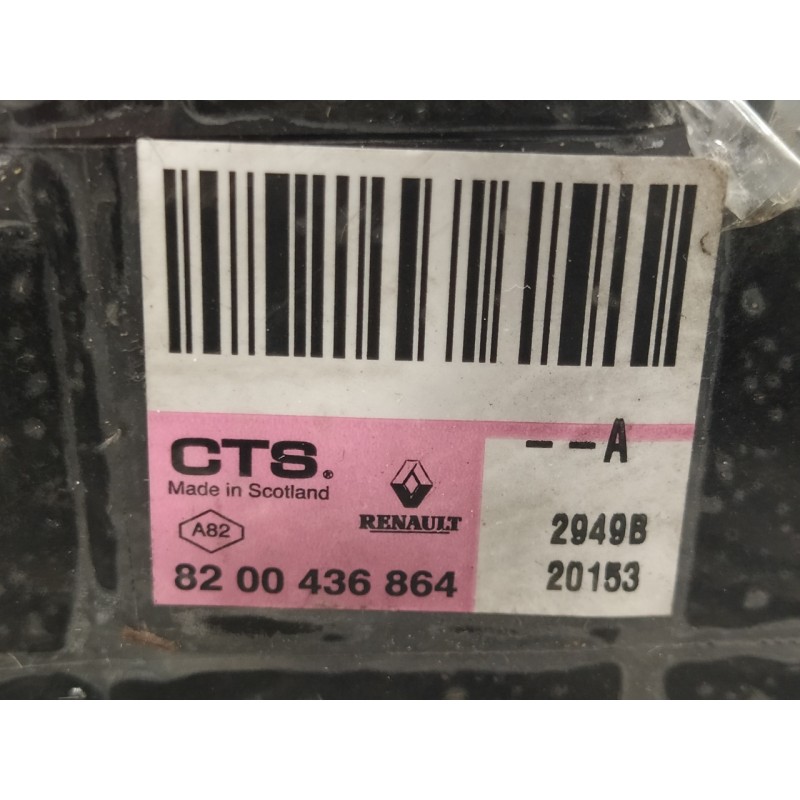 --A
CTS®
Made in Scotland
A82
RENAULT
2949B
82 00 436 864
20153